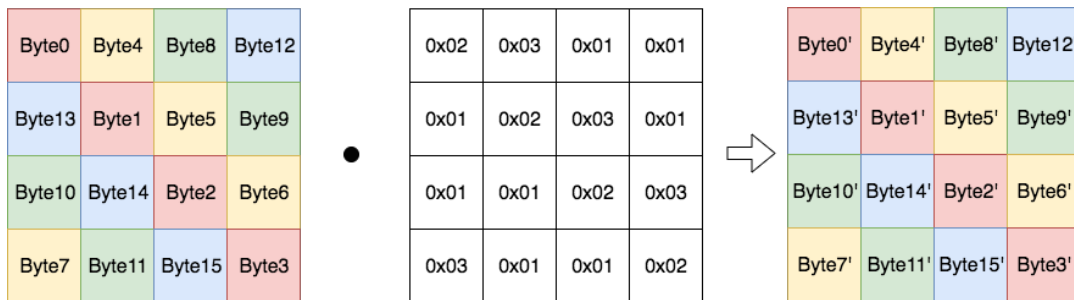 Byte0 Byte4 Byte8 Byte12 0x02 0x03 0x01 0x01 Byte0' Byte4' Byte8' Byte12
Byte13 Byte1 Byte5 Byte9 0x01 0x02 0x03 0x01 Byte13' Byte1' Byte5' Byte9'
Byte10 Byte14 Byte2 Byte6 0x01 0x01 0x02 0x03 Byte10' Byte14' Byte2' Byte6'
Byte7 Byte11 Byte15 Byte3 0x03 0x01 0x01 0x02 Byte7' Byte11' Byte15' Byte3'